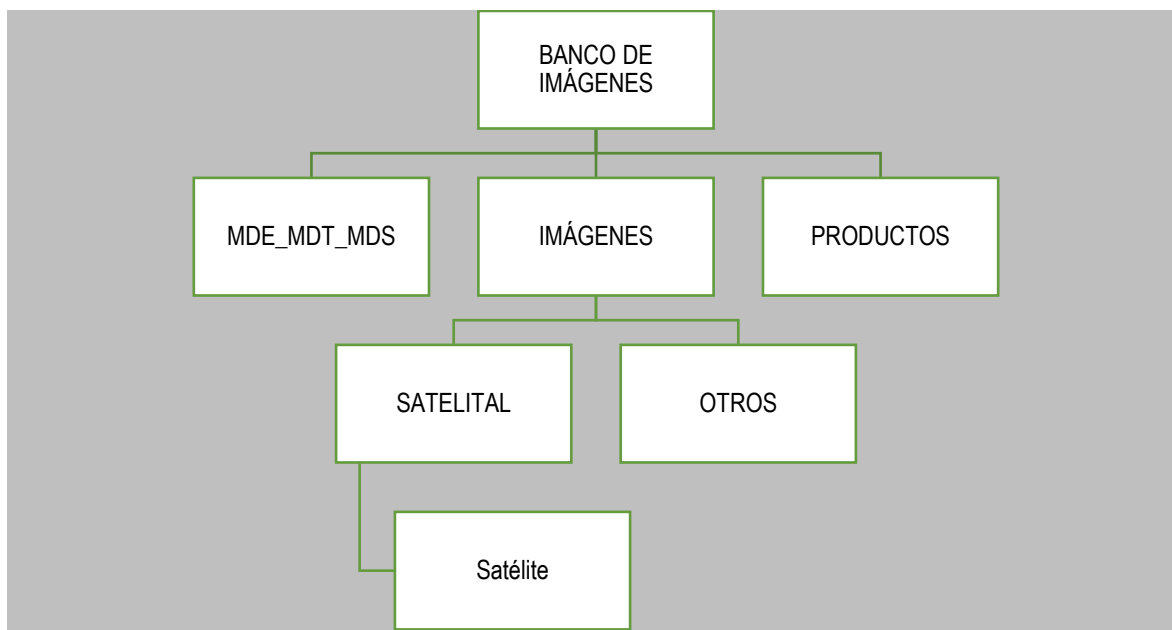 BANCO DE
IMÁGENES
MDE_MDT_MDS
IMÁGENES
PRODUCTOS
SATELITAL
OTROS
Satélite